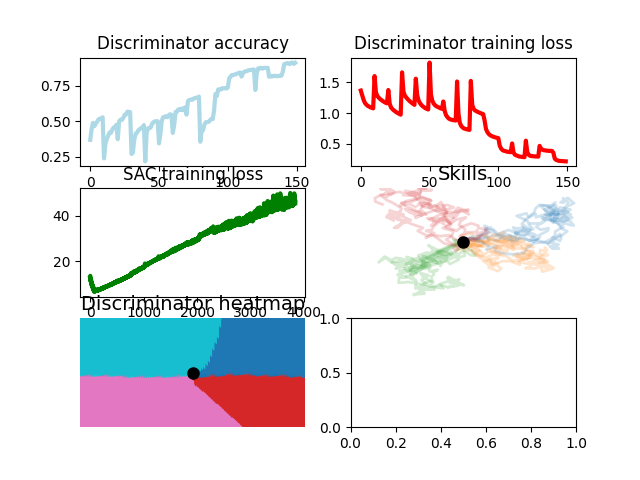 Discriminator accuracy
Discriminator training loss
0.75
0.50
0.25
0 50 100 150
1.5
1.0
0.5
0 50 100 150
SAC training loss
Skills
40
20
0 1000 2000 3000 4000
Discriminator heatmap
1.0
0.5
0.0
0.0 0.2 0.4 0.6 0.8 1.0